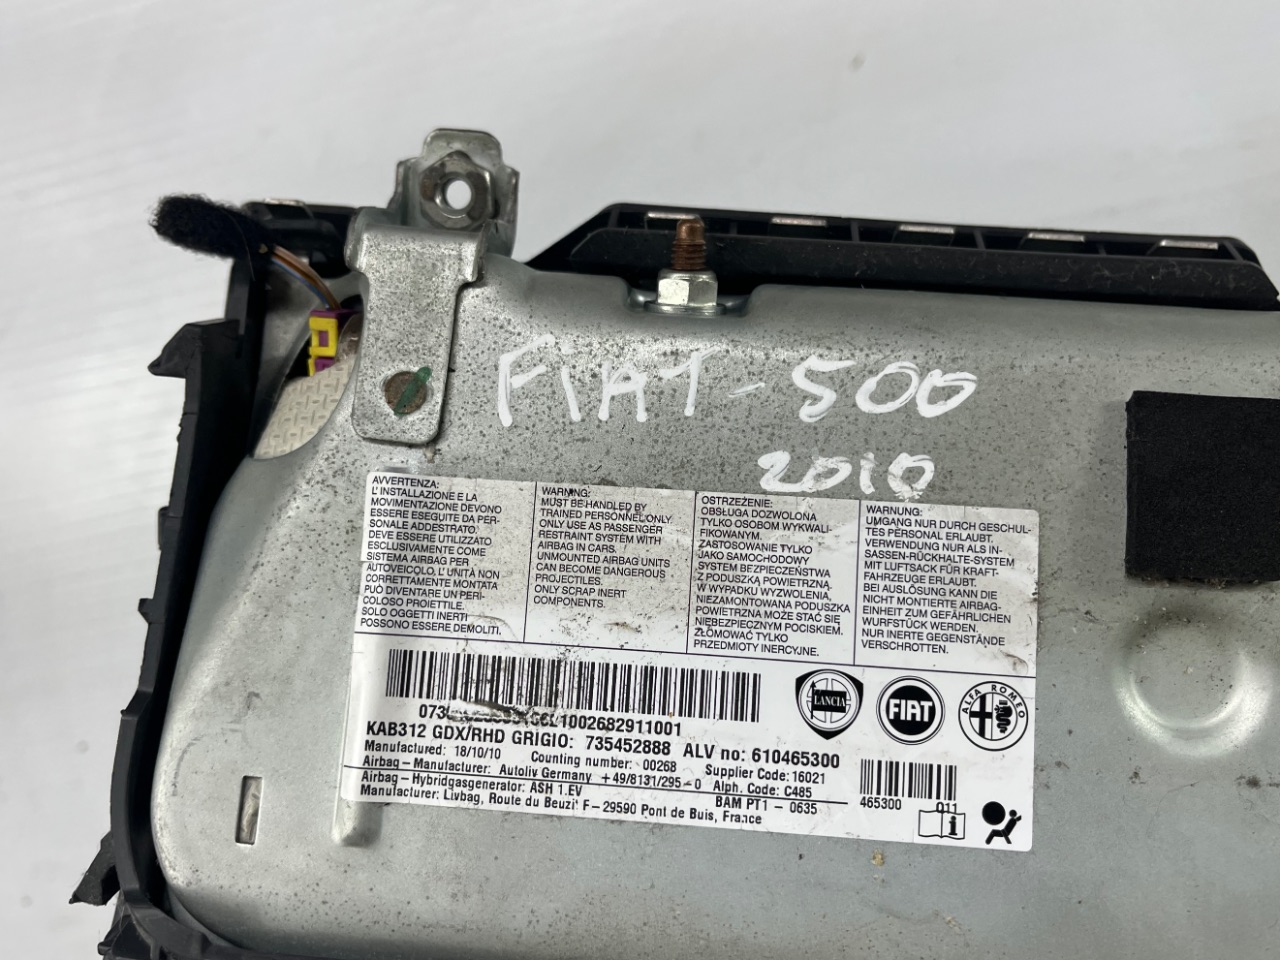 FIAT-500
2010
AVVERTENZA:
L'INSTALLAZIONE E LA
MOVIMENTAZIONE DEVONO
ESSERE ESEGUITE DA PER-
SONALE ADDESTRATO.
DEVE ESSERE UTILIZZATO
ESCLUSIVAMENTE COME
SISTEMA AIRBAG PER
AUTOVEICOLO. L'UNITÀ NON
CORRETTAMENTE MONTATA
PUO DIVENTARE UN PERI-
COLOSO PROIETTILE.
SOLO OGGETTI INERTI
POSSONO ESSERE DEMOLITI.
WARNING:
MUST BE HANDLED BY
TRAINED PERSONNEL ONLY.
ONLY USE AS PASSENGER
RESTRAINT SYSTEM WITH
AIRBAG IN CARS.
UNMOUNTED AIRBAG UNITS
CAN BECOME DANGEROUS
PROJECTILES.
ONLY SCRAP INERT
COMPONENTS.
OSTRZEŻENIE:
OBSŁUGA DOZWOLONA
TYLKO OSOBOM WYKWALI-
FIKOWANYM.
ZASTOSOWANIE TYLKO
JAKO SAMOCHODOWY
SYSTEM BEZPIECZEŃSTWA
Z PODUSZKĄ POWIETRZNĄ.
W WYPADKU WYZWOLENIA,
NIEZAMONTOWANA PODUSZKA
POWIETRZNA MOŻE STAĆ SIĘ
NIEBEZPIECZNYM POCISKIEM.
ZŁOMOWAĆ TYLKO
PRZEDMIOTY INERCYJNE.
WARNUNG:
UMGANG NUR DURCH GESCHUL-
TES PERSONAL ERLAUBT.
VERWENDUNG NUR ALS IN-
SASSEN-RÜCKHALTE-SYSTEM
MIT LUFTSACK FÜR KRAFT-
FAHRZEUGE ERLAUBT.
BEI AUSLÖSUNG KANN DIE
NICHT MONTIERTE AIRBAG-
EINHEIT ZUM GEFÄHRLICHEN
WURFSTÜCK WERDEN.
NUR INERTE GEGENSTÄNDE
VERSCHROTTEN.
LANCIA
FIAT
ALFA ROMEO
1002682911001
KAB312 GDX/RHD GRIGIO: 735452888 ALV no: 610465300
Manufactured: 18/10/10 Counting number: 00268 Supplier Code: 16021
Airbag-Manufacturer: Autoliv Germany +49/8131/295-0 Alph. Code: C485
Airbag-Hybridgasgenerator: ASH 1.EV BAM PT1 - 0635
Manufacturer: Livbag, Route du Beuzit F-29590 Pont de Buis, France
465300 011
i